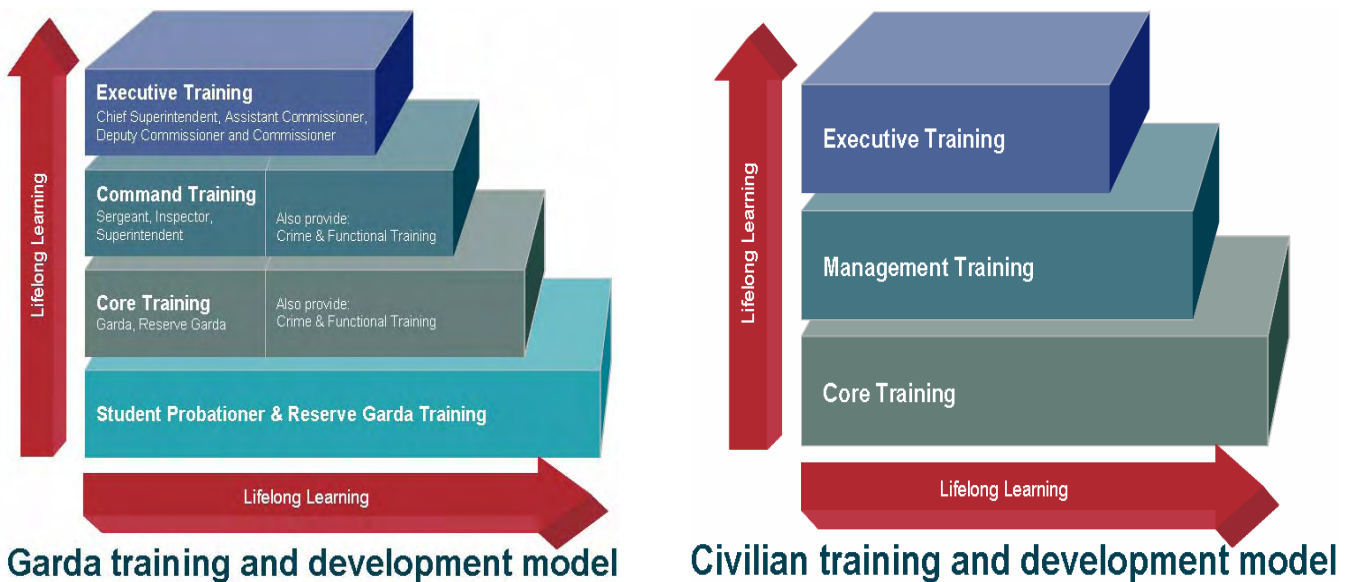 Executive Training
Chief Superintendent, Assistant Commissioner,
Deputy Commissioner and Commissioner
Command Training
Sergeant, Inspector,
Superintendent
Also provide:
Crime & Functional Training
Core Training
Garda, Reserve Garda
Also provide:
Crime & Functional Training
Student Probationer & Reserve Garda Training
Lifelong Learning
Lifelong Learning
Garda training and development model
Executive Training
Management Training
Core Training
Lifelong Learning
Lifelong Learning
Civilian training and development model